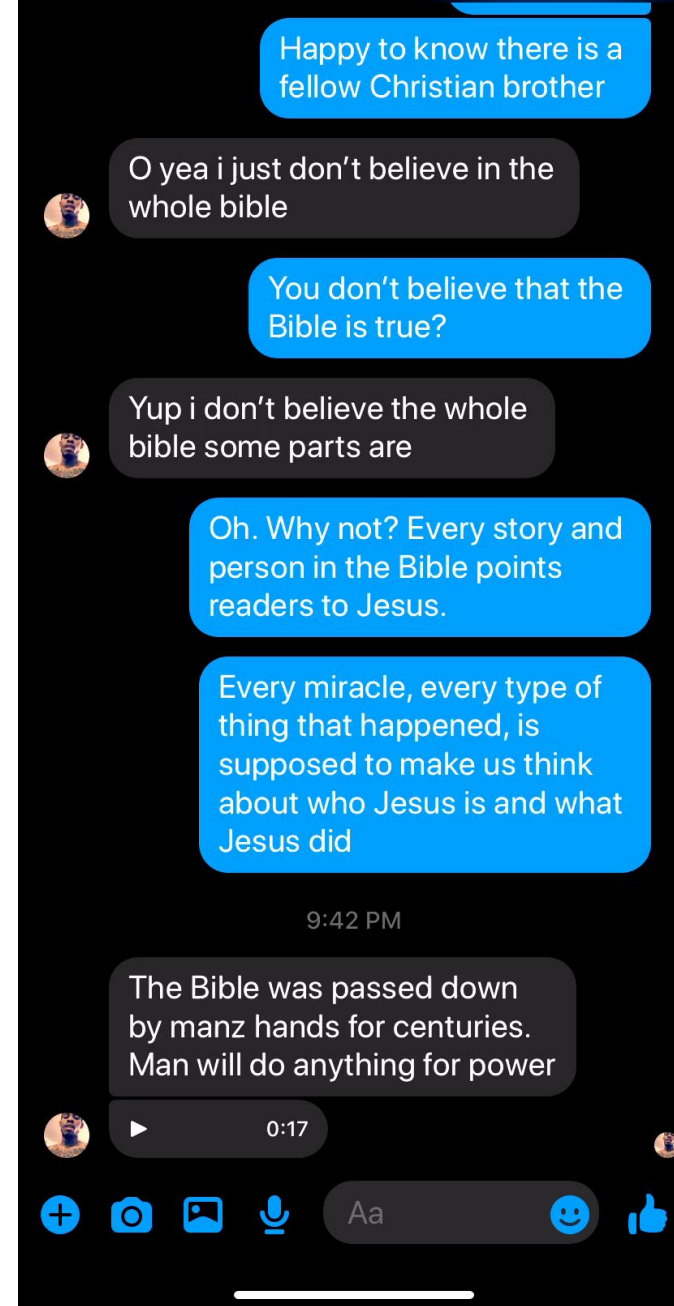 Happy to know there is a
fellow Christian brother
O yea i just don't believe in the
whole bible
You don't believe that the
Bible is true?
Yup i don't believe the whole
bible some parts are
Oh. Why not? Every story and
person in the Bible points
readers to Jesus.
Every miracle, every type of
thing that happened, is
supposed to make us think
about who Jesus is and what
Jesus did
9:42 PM
The Bible was passed down
by manz hands for centuries.
Man will do anything for power
0:17
Aa